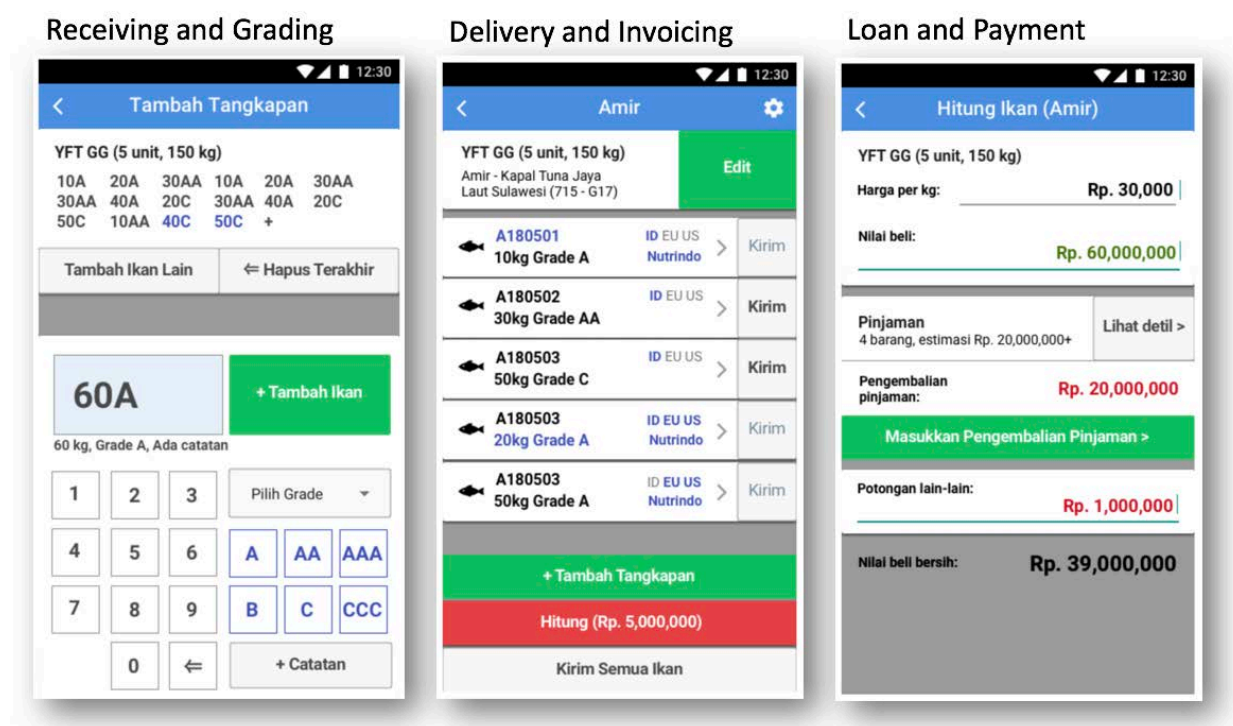 Receiving and Grading
12:30
Tambah Tangkapan
YFT GG (5 unit, 150 kg)
10A 20A 30AA 10A 20A 30AA
30AA 40A 20C 30AA 40A 20C
50C 10AA 40C 50C +
Tambah Ikan Lain ⇐ Hapus Terakhir
60A + Tambah Ikan
60 kg, Grade A, Ada catatan
1 2 3 Pilih Grade
4 5 6 A AA AAA
7 8 9 B C CCC
0 ⇐ + Catatan
Delivery and Invoicing
12:30
Amir
YFT GG (5 unit, 150 kg)
Amir - Kapal Tuna Jaya
Laut Sulawesi (715 - G17)
Edit
A180501 ID EU US
10kg Grade A Nutrindo > Kirim
A180502 ID EU US
30kg Grade AA > Kirim
A180503 ID EU US
50kg Grade C > Kirim
A180503 ID EU US
20kg Grade A Nutrindo > Kirim
A180503 ID EU US
50kg Grade A Nutrindo > Kirim
+ Tambah Tangkapan
Hitung (Rp. 5,000,000)
Kirim Semua Ikan
Loan and Payment
12:30
Hitung Ikan (Amir)
YFT GG (5 unit, 150 kg)
Harga per kg: Rp. 30,000
Nilai beli:
Rp. 60,000,000
Pinjaman
4 barang, estimasi Rp. 20,000,000+
Lihat detil >
Pengembalian
pinjaman:
Rp. 20,000,000
Masukkan Pengembalian Pinjaman >
Potongan lain-lain:
Rp. 1,000,000
Nilai beli bersih: Rp. 39,000,000